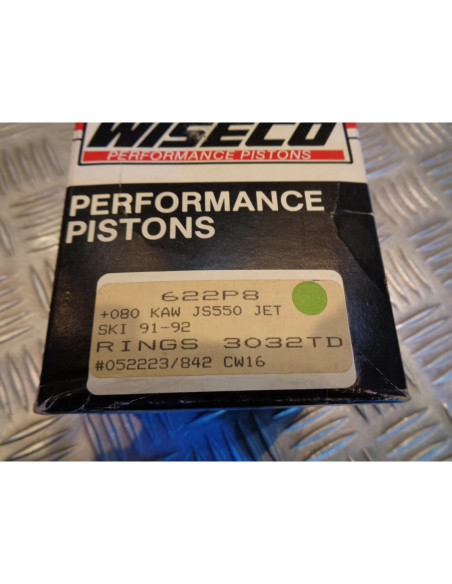 WISECO
PERFORMANCE PISTONS
PERFORMANCE
PISTONS
622P8
+080 KAW JS550 JET
SKI 91-92
RINGS 3032TD
#052223/842 CW16